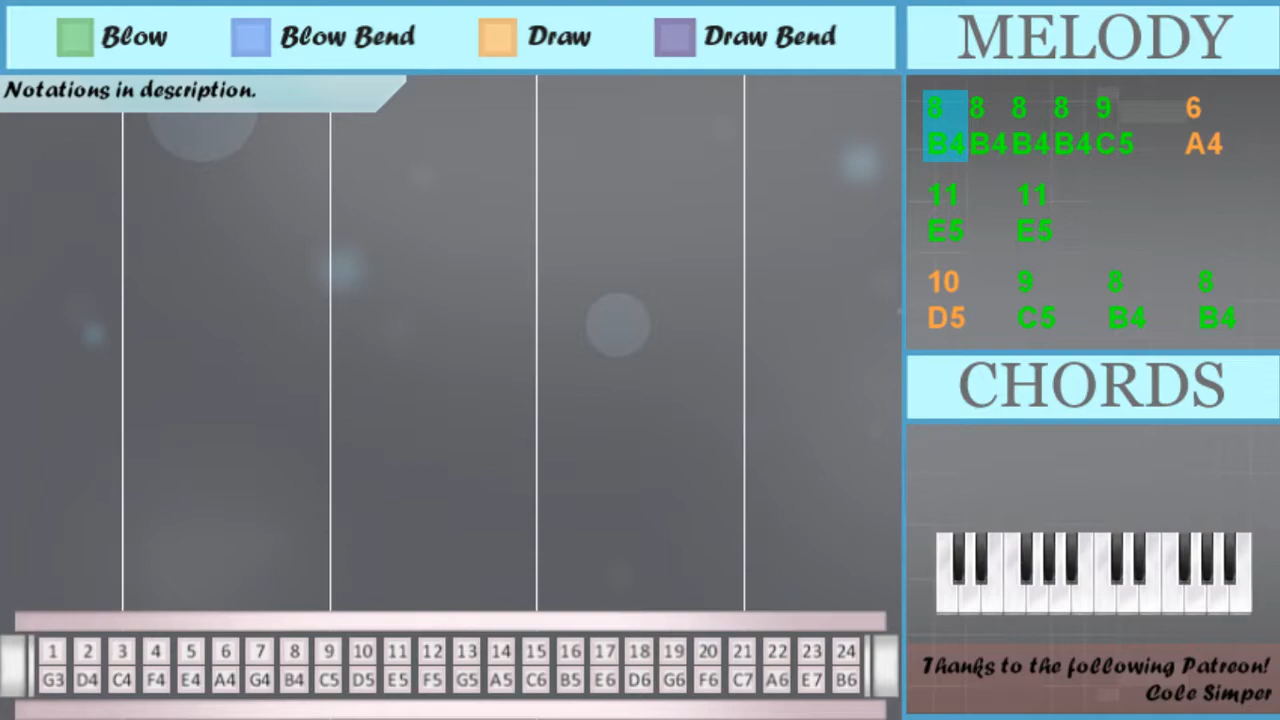 Blow Blow Bend Draw Draw Bend
Notations in description.
MELODY
8 8 8 8 9 6
B4 B4 B4 B4 C5 A4
11 11
E5 E5
10 9 8 8
D5 C5 B4 B4
CHORDS
1 2 3 4 5 6 7 8 9 10 11 12 13 14 15 16 17 18 19 20 21 22 23 24
G3 D4 C4 F4 E4 A4 G4 B4 C5 D5 E5 F5 G5 A5 C6 B5 E6 D6 G6 F6 C7 A6 E7 B6
Thanks to the following Patreon!
Cole Simper